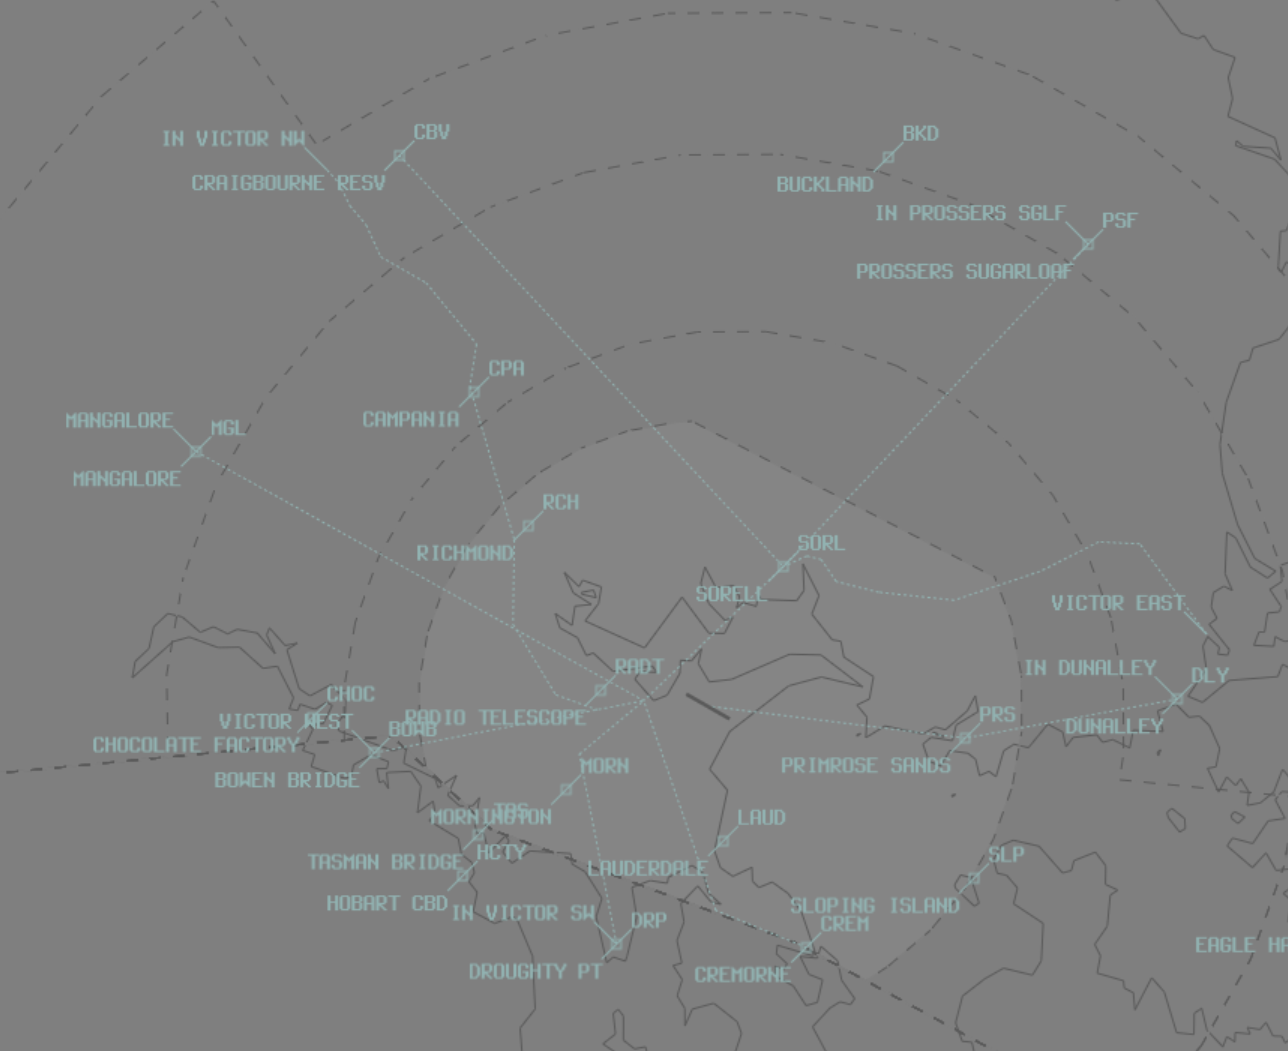 CBV
BKD
IN VICTOR NW
CRAIGBOURNE RESV
BUCKLAND
IN PROSSERS SGLF
PSF
PROSSERS SUGARLOAF
CPA
MANGALORE
MGL
CAMPANIA
MANGALORE
RCH
SORL
RICHMOND
SORELL
VICTOR EAST
RADT
IN DUNALLEY
DLY
CHOC
VICTOR WEST
RADIO TELESCOPE
PRS
BOWB
DUNALLEY
CHOCOLATE FACTORY
MORN
PRIMROSE SANDS
BOWEN BRIDGE
TAS
MORNINGTON
LAUD
HCTY
SLP
TASMAN BRIDGE
LAUDERDALE
HOBART CBD
SLOPING ISLAND
IN VICTOR SW
DRP
CREM
EAGLE HA
DROUGHTY PT
CREMORNE